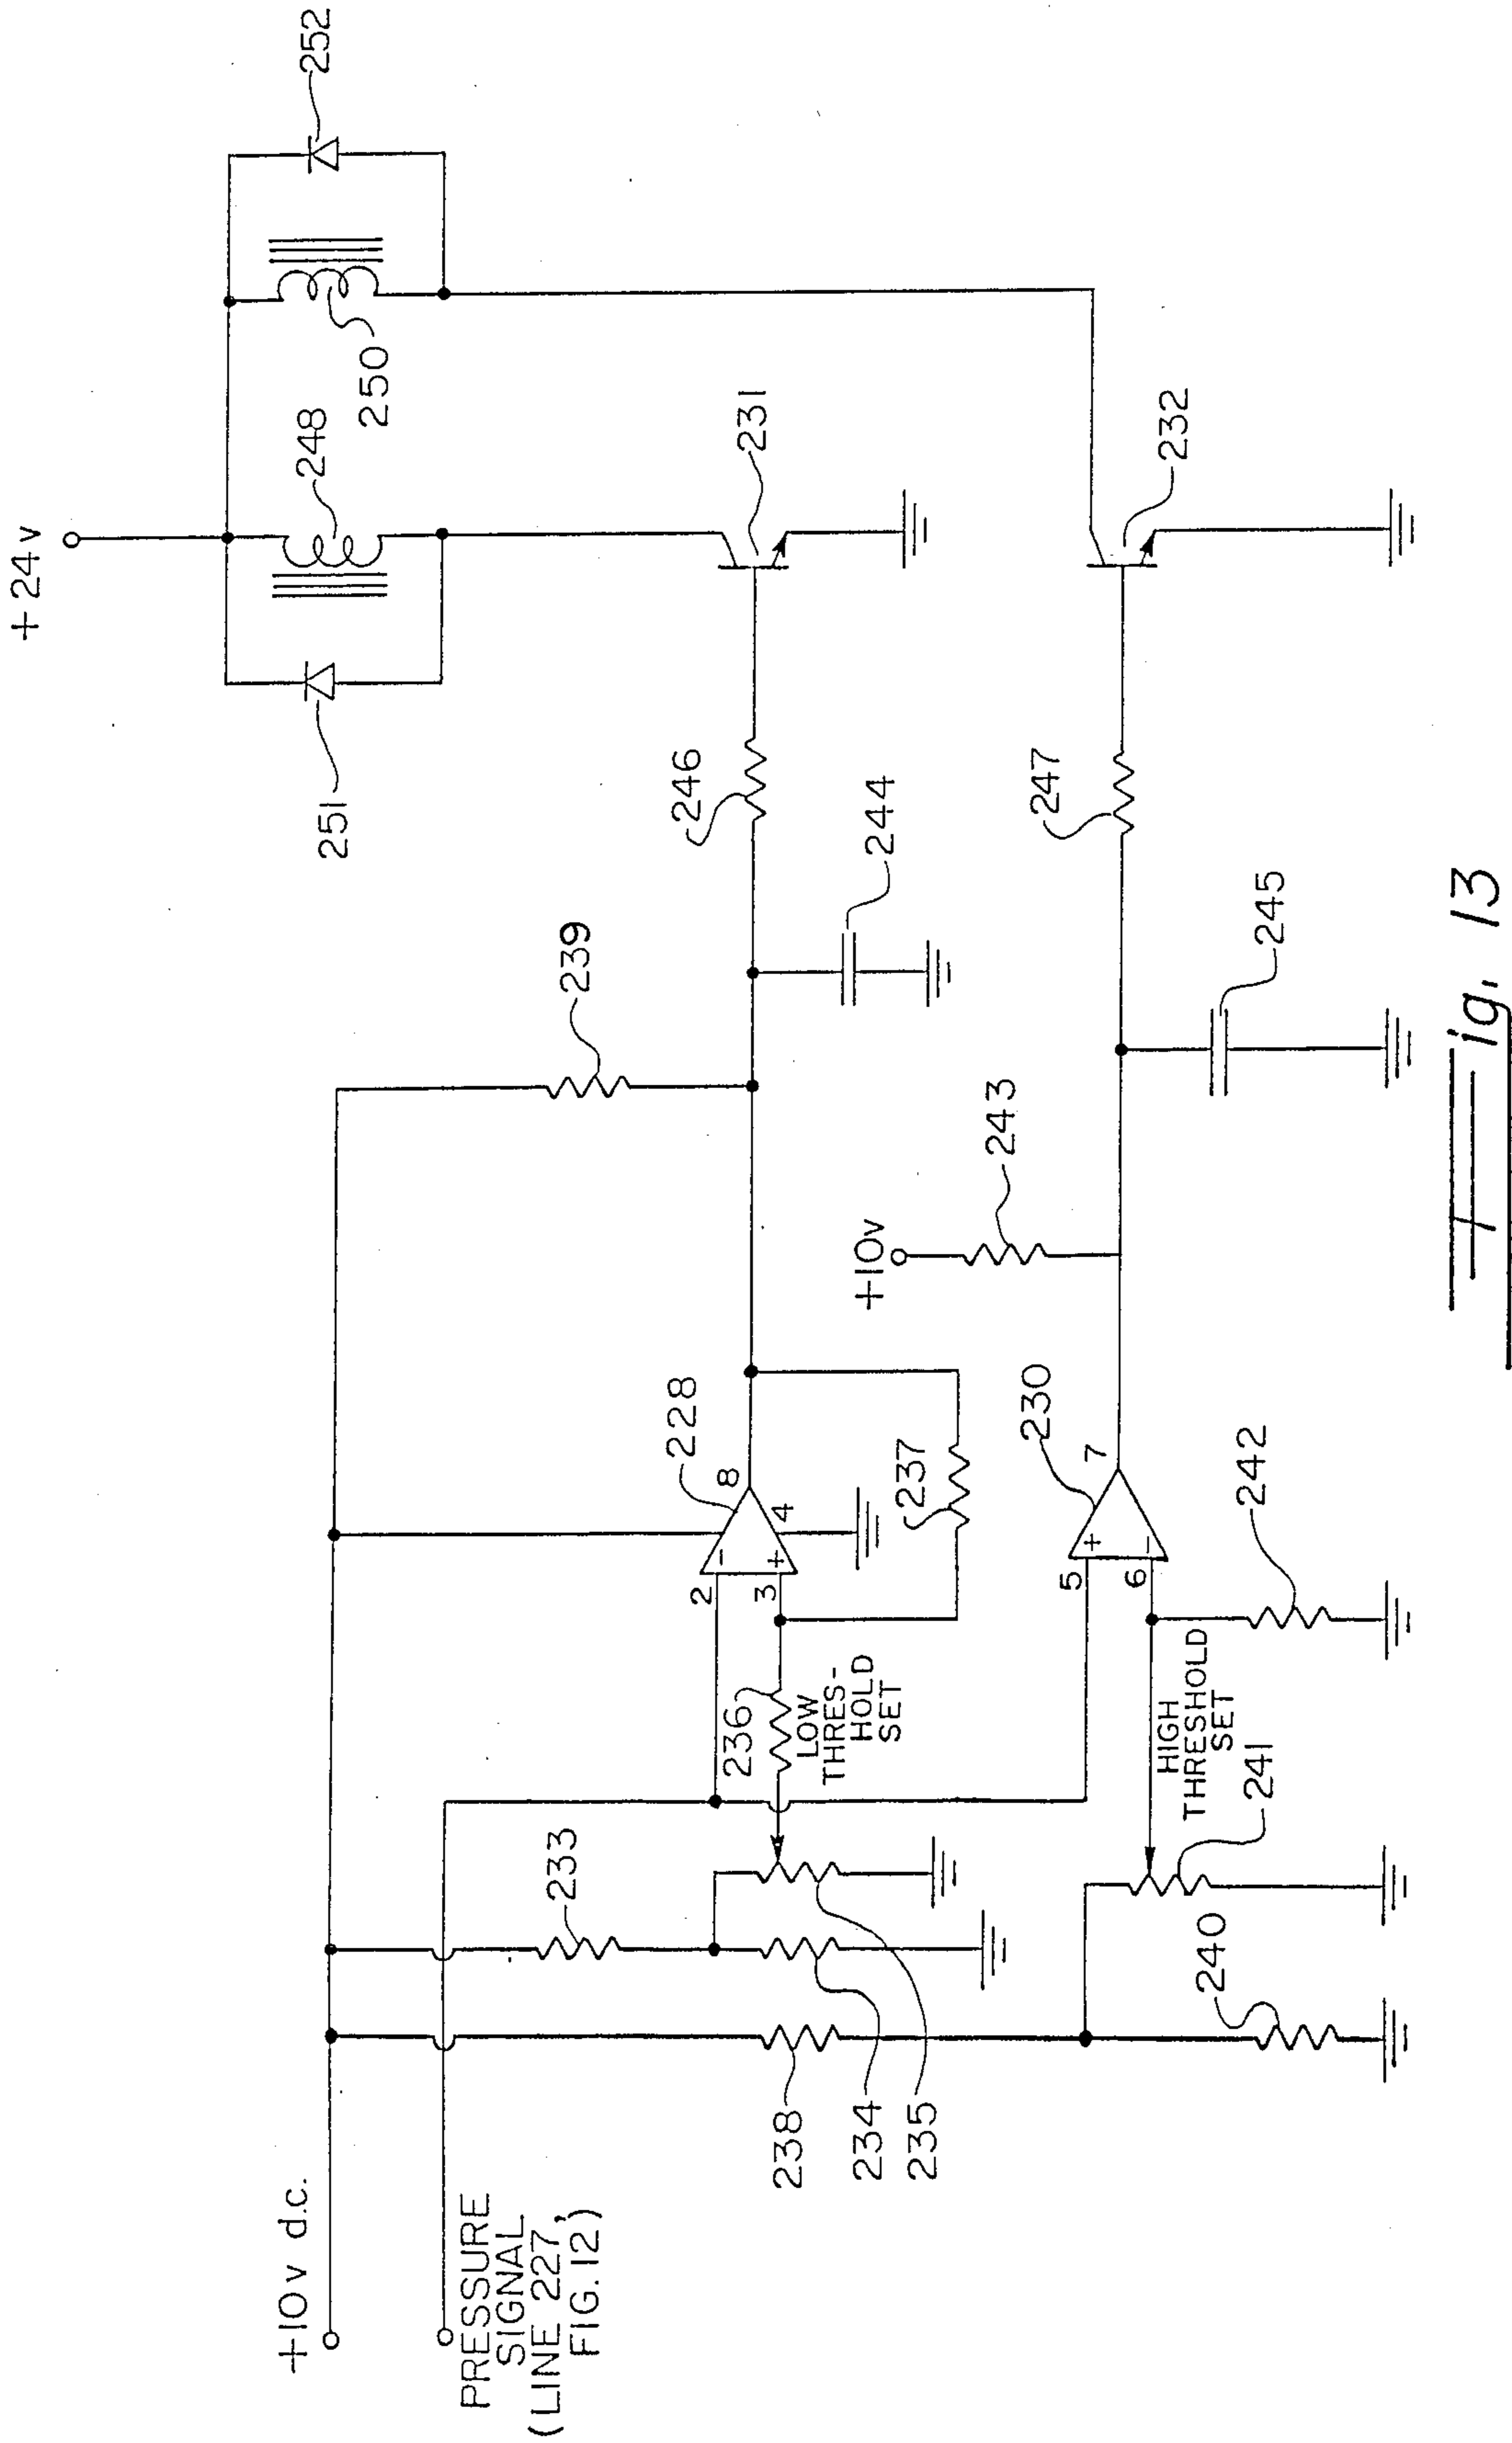 +24v
252
248
250
251
231
232
246
244
247
245
239
243
+10v
228
8
4
2
3
237
230
7
5
6
242
236
LOW
THRES-
HOLD
SET
HIGH
THRESHOLD
SET
241
233
240
238
234
235
+10v d.c.
PRESSURE
SIGNAL
(LINE 227,
FIG.12)
- +
+ -
Fig. 13